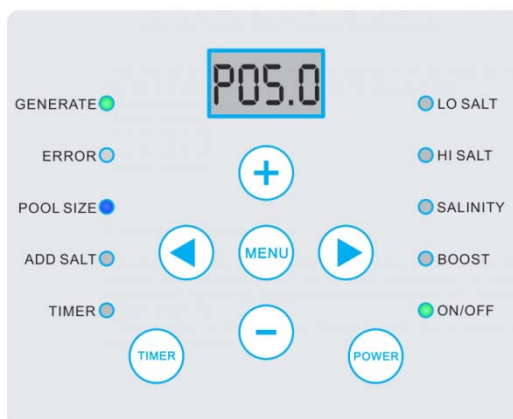 P05.0
GENERATE
LO SALT
ERROR
HI SALT
+
POOL SIZE
SALINITY
ADD SALT
MENU
BOOST
TIMER
ON/OFF
−
TIMER
POWER